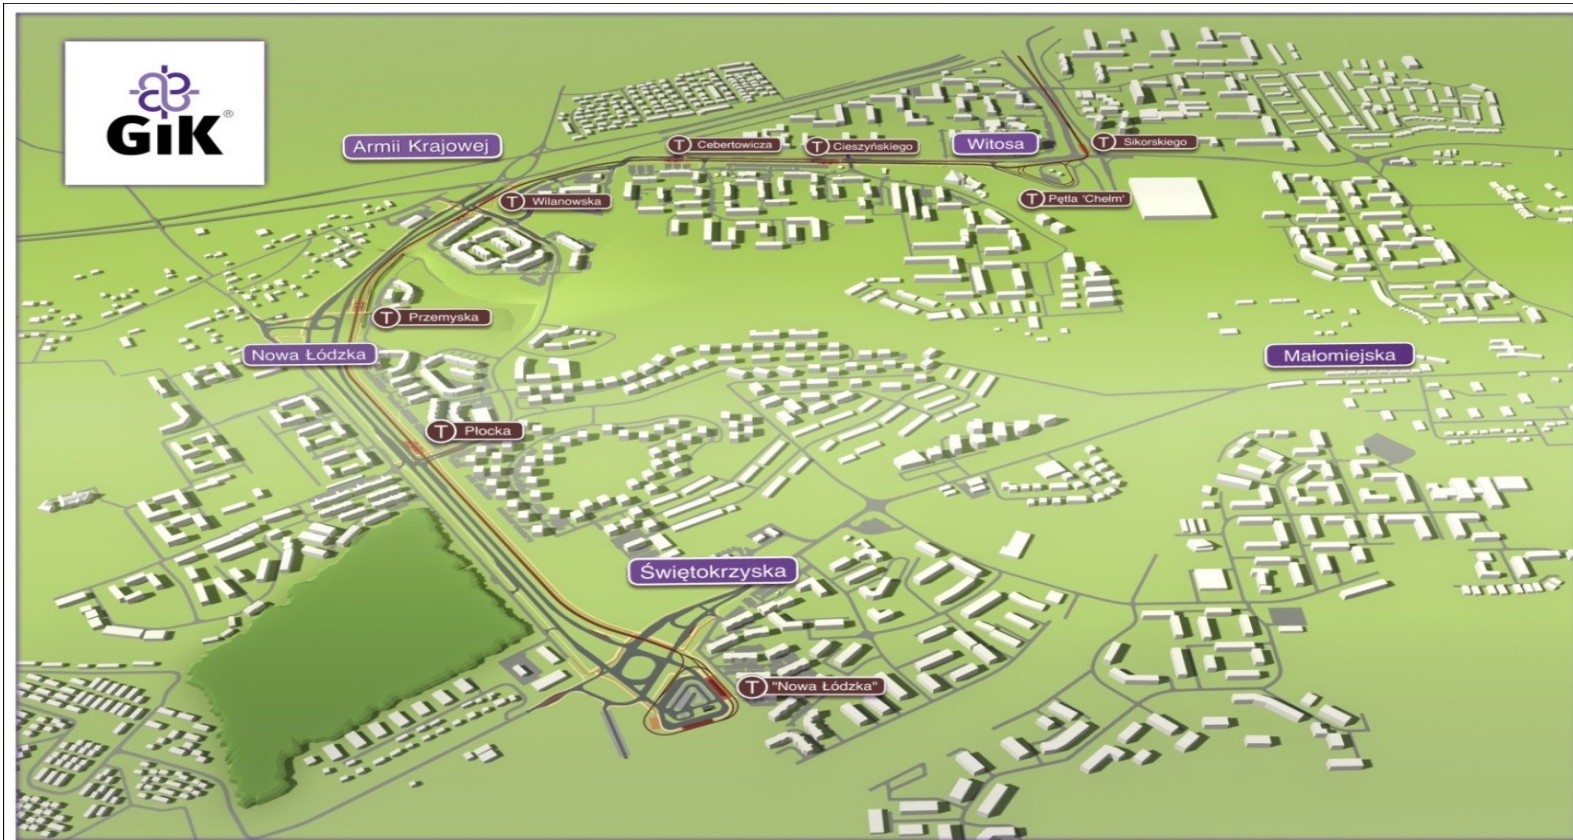 GiK®
Armii Krajowej
T Cebertowicza
T Cieszyńskiego
Witosa
T Sikorskiego
T Wilanowska
T Pętla 'Chełm'
T Przemyska
Nowa Łódzka
Małomiejska
T Płocka
Świętokrzyska
T "Nowa Łódzka"